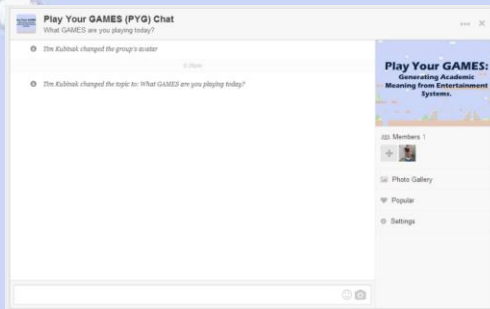 Play Your GAMES (PYG) Chat
What GAMES are you playing today?
Tim Kubinak changed the group's avatar
Tim Kubinak changed the topic to: What GAMES are you playing today?
Play Your GAMES:
Generating Academic
Meaning from Entertainment
Systems.
Members 1
Photo Gallery
Popular
Settings